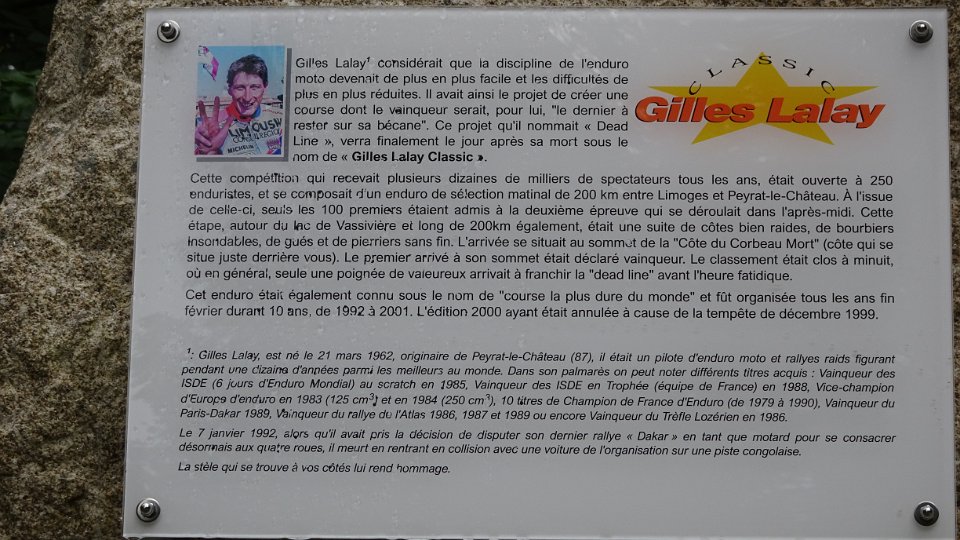 Gilles Lalay¹ considérait que la discipline de l'enduro
moto devenait de plus en plus facile et les difficultés de
plus en plus réduites. Il avait ainsi le projet de créer une
course dont le vainqueur serait, pour lui, "le dernier à
rester sur sa bécane". Ce projet qu'il nommait « Dead
Line », verra finalement le jour après sa mort sous le
nom de « Gilles Lalay Classic ».
LIMOUSIN
MICHELIN
CLASSIC
Gilles Lalay
Cette compétition qui recevait plusieurs dizaines de milliers de spectateurs tous les ans, était ouverte à 250
enduristes, et se composait d'un enduro de sélection matinal de 200 km entre Limoges et Peyrat-le-Château. À l'issue
de celle-ci, seuls les 100 premiers étaient admis à la deuxième épreuve qui se déroulait dans l'après-midi. Cette
étape, autour du lac de Vassivière et long de 200km également, était une suite de côtes bien raides, de bourbiers
insondables, de gués et de pierriers sans fin. L'arrivée se situait au sommet de la "Côte du Corbeau Mort" (côte qui se
situe juste derrière vous). Le premier arrivé à son sommet était déclaré vainqueur. Le classement était clos à minuit,
où en général, seule une poignée de valeureux arrivait à franchir la "dead line" avant l'heure fatidique.
Cet enduro était également connu sous le nom de "course la plus dure du monde" et fût organisée tous les ans fin
février durant 10 ans, de 1992 à 2001. L'édition 2000 ayant était annulée à cause de la tempête de décembre 1999.
¹: Gilles Lalay, est né le 21 mars 1962, originaire de Peyrat-le-Château (87), il était un pilote d'enduro moto et rallyes raids figurant
pendant une dizaine d'années parmi les meilleurs au monde. Dans son palmarès on peut noter différents titres acquis : Vainqueur des
ISDE (6 jours d'Enduro Mondial) au scratch en 1985, Vainqueur des ISDE en Trophée (équipe de France) en 1988, Vice-champion
d'Europe d'enduro en 1983 (125 cm³) et en 1984 (250 cm³), 10 titres de Champion de France d'Enduro (de 1979 à 1990), Vainqueur du
Paris-Dakar 1989, Vainqueur du rallye du l'Atlas 1986, 1987 et 1989 ou encore Vainqueur du Trèfle Lozérien en 1986.
Le 7 janvier 1992, alors qu'il avait pris la décision de disputer son dernier rallye « Dakar » en tant que motard pour se consacrer
désormais aux quatre roues, il meurt en rentrant en collision avec une voiture de l'organisation sur une piste congolaise.
La stèle qui se trouve à vos côtés lui rend hommage.